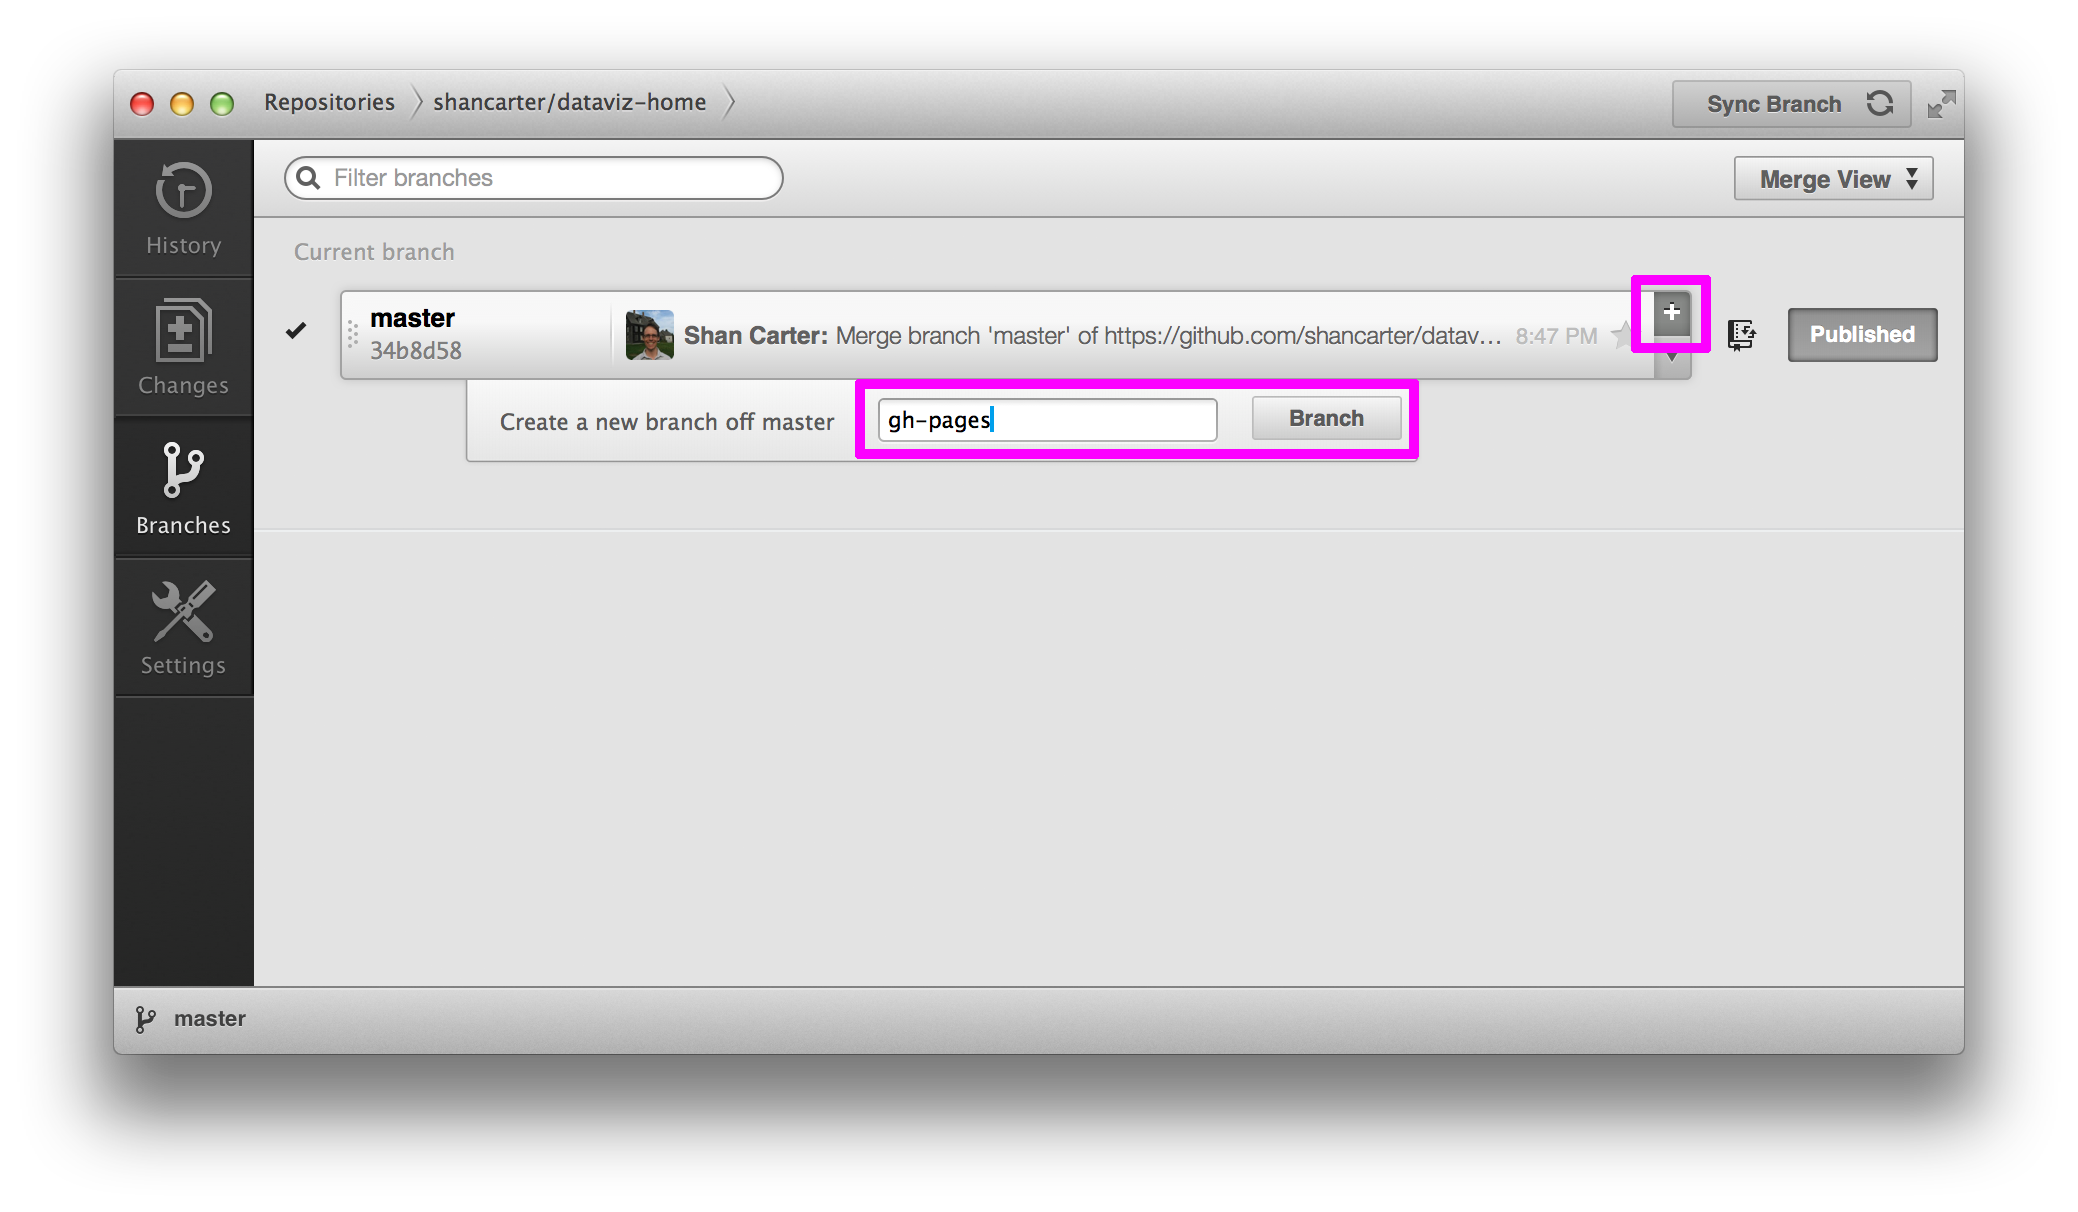 Repositories shancarter/dataviz-home Sync Branch
Filter branches Merge View
History
Current branch
master
34b8d58
Shan Carter: Merge branch 'master' of https://github.com/shancarter/datav... 8:47 PM
+
Published
Changes
Create a new branch off master gh-pages Branch
Branches
Settings
master